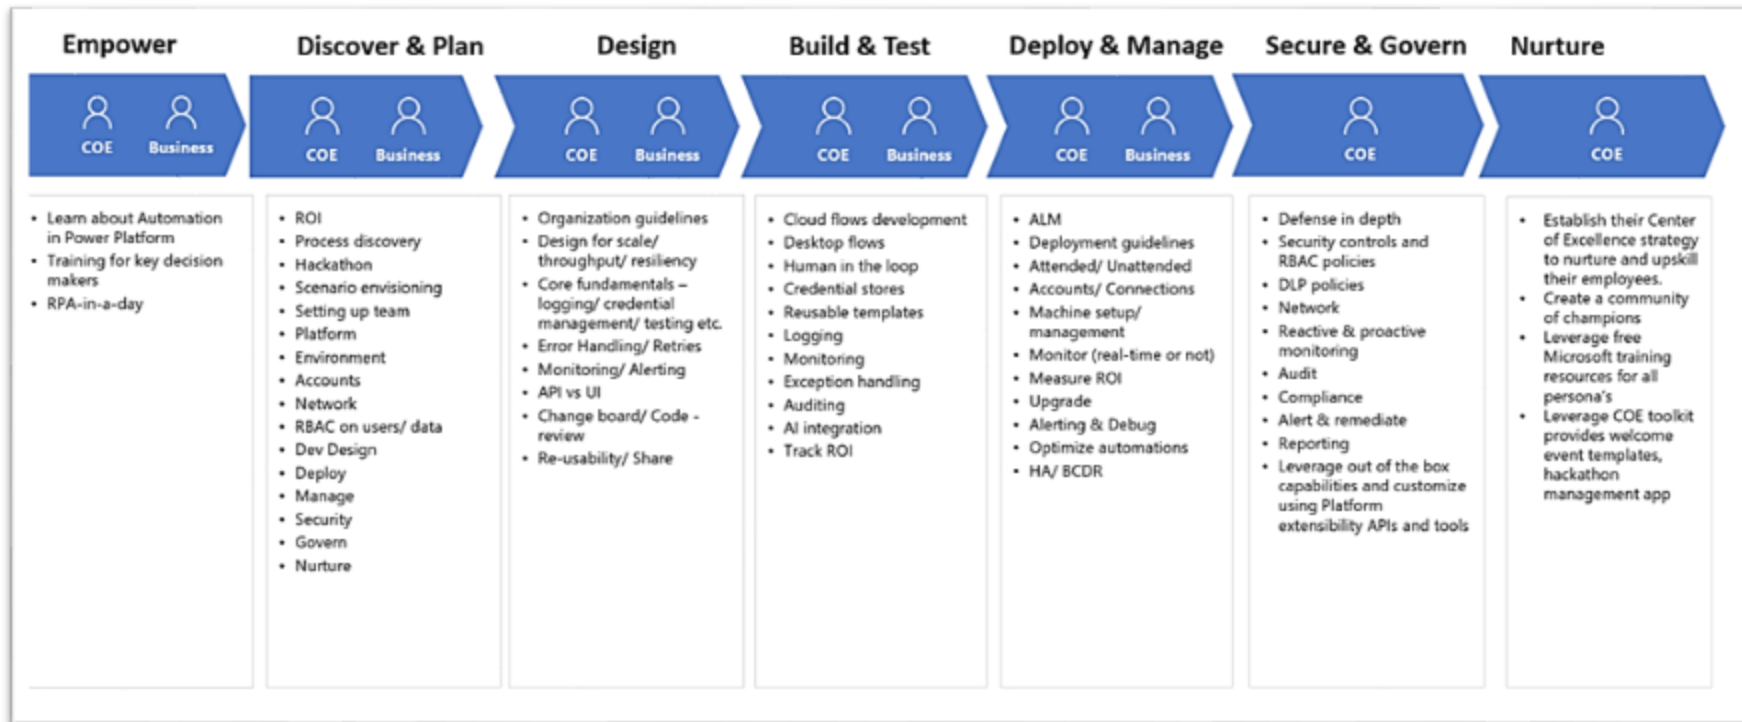 Empower
Discover & Plan
Design
Build & Test
Deploy & Manage
Secure & Govern
Nurture
COE
Business
COE
Business
COE
Business
COE
Business
COE
Business
COE
COE
• Learn about Automation
in Power Platform
• Training for key decision
makers
• RPA-in-a-day
• ROI
• Process discovery
• Hackathon
• Scenario envisioning
• Setting up team
• Platform
• Environment
• Accounts
• Network
• RBAC on users/ data
• Dev Design
• Deploy
• Manage
• Security
• Govern
• Nurture
• Organization guidelines
• Design for scale/
throughput/ resiliency
• Core fundamentals –
logging/ credential
management/ testing etc.
• Error Handling/ Retries
• Monitoring/ Alerting
• API vs UI
• Change board/ Code -
review
• Re-usability/ Share
• Cloud flows development
• Desktop flows
• Human in the loop
• Credential stores
• Reusable templates
• Logging
• Monitoring
• Exception handling
• Auditing
• AI integration
• Track ROI
• ALM
• Deployment guidelines
• Attended/ Unattended
• Accounts/ Connections
• Machine setup/
management
• Monitor (real-time or not)
• Measure ROI
• Upgrade
• Alerting & Debug
• Optimize automations
• HA/ BCDR
• Defense in depth
• Security controls and
RBAC policies
• DLP policies
• Network
• Reactive & proactive
monitoring
• Audit
• Compliance
• Alert & remediate
• Reporting
• Leverage out of the box
capabilities and customize
using Platform
extensibility APIs and tools
• Establish their Center
of Excellence strategy
to nurture and upskill
their employees.
• Create a community
of champions
• Leverage free
Microsoft training
resources for all
persona's
• Leverage COE toolkit
provides welcome
event templates,
hackathon
management app